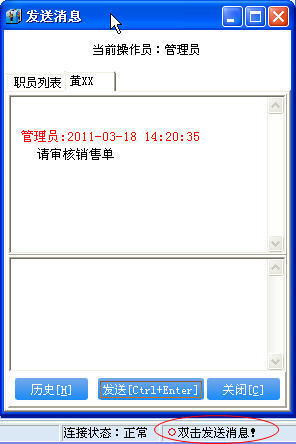 发送消息
当前操作员：管理员
职员列表 黄XX
管理员:2011-03-18 14:20:35
请审核销售单
历史[H] 发送[Ctrl+Enter] 关闭[C]
连接状态：正常 双击发送消息!